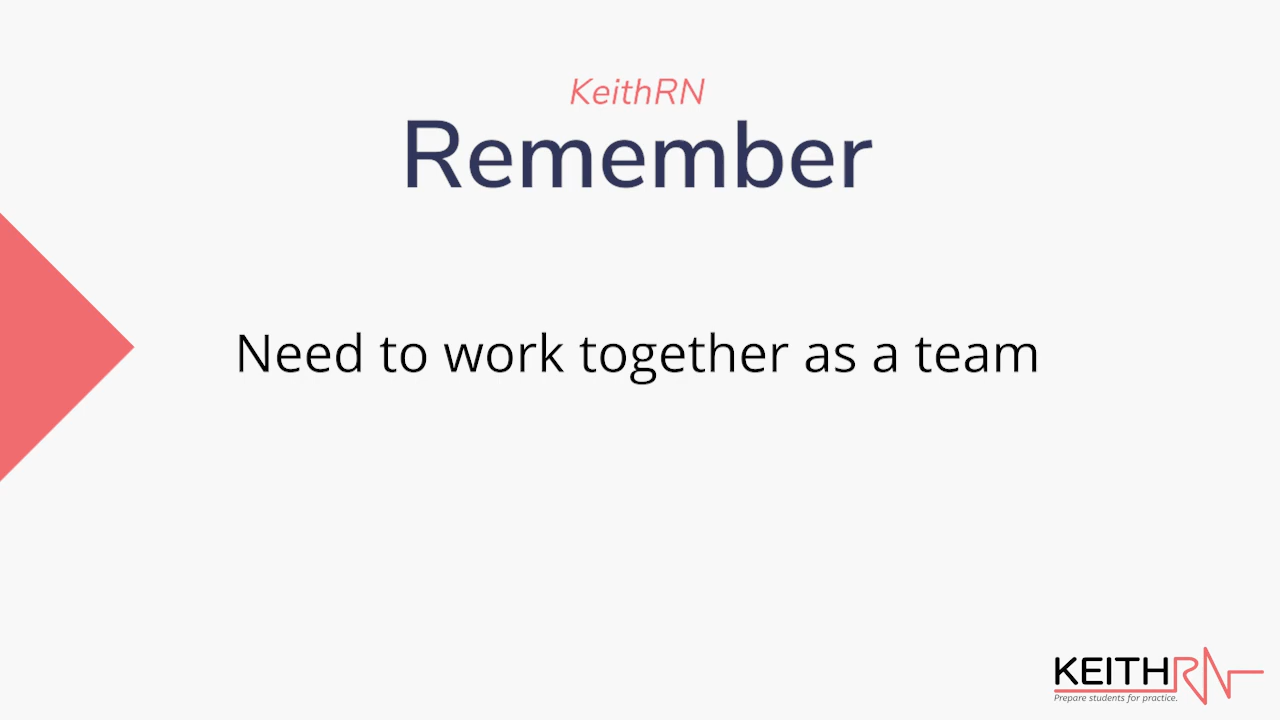 KeithRN
Remember
Need to work together as a team
KEITHRN
Prepare students for practice.